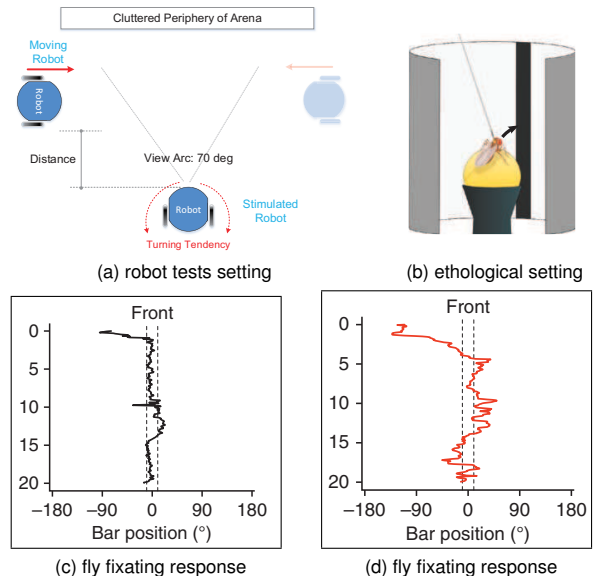 Cluttered Periphery of Arena
Moving
Robot
Robot
Distance
View Arc: 70 deg
Robot
Stimulated
Robot
Turning Tendency
(a) robot tests setting
(b) ethological setting
Front
0
5
10
15
20
−180 −90 0 90 180
Bar position (°)
(c) fly fixating response
Front
0
5
10
15
20
−180 −90 0 90 180
Bar position (°)
(d) fly fixating response